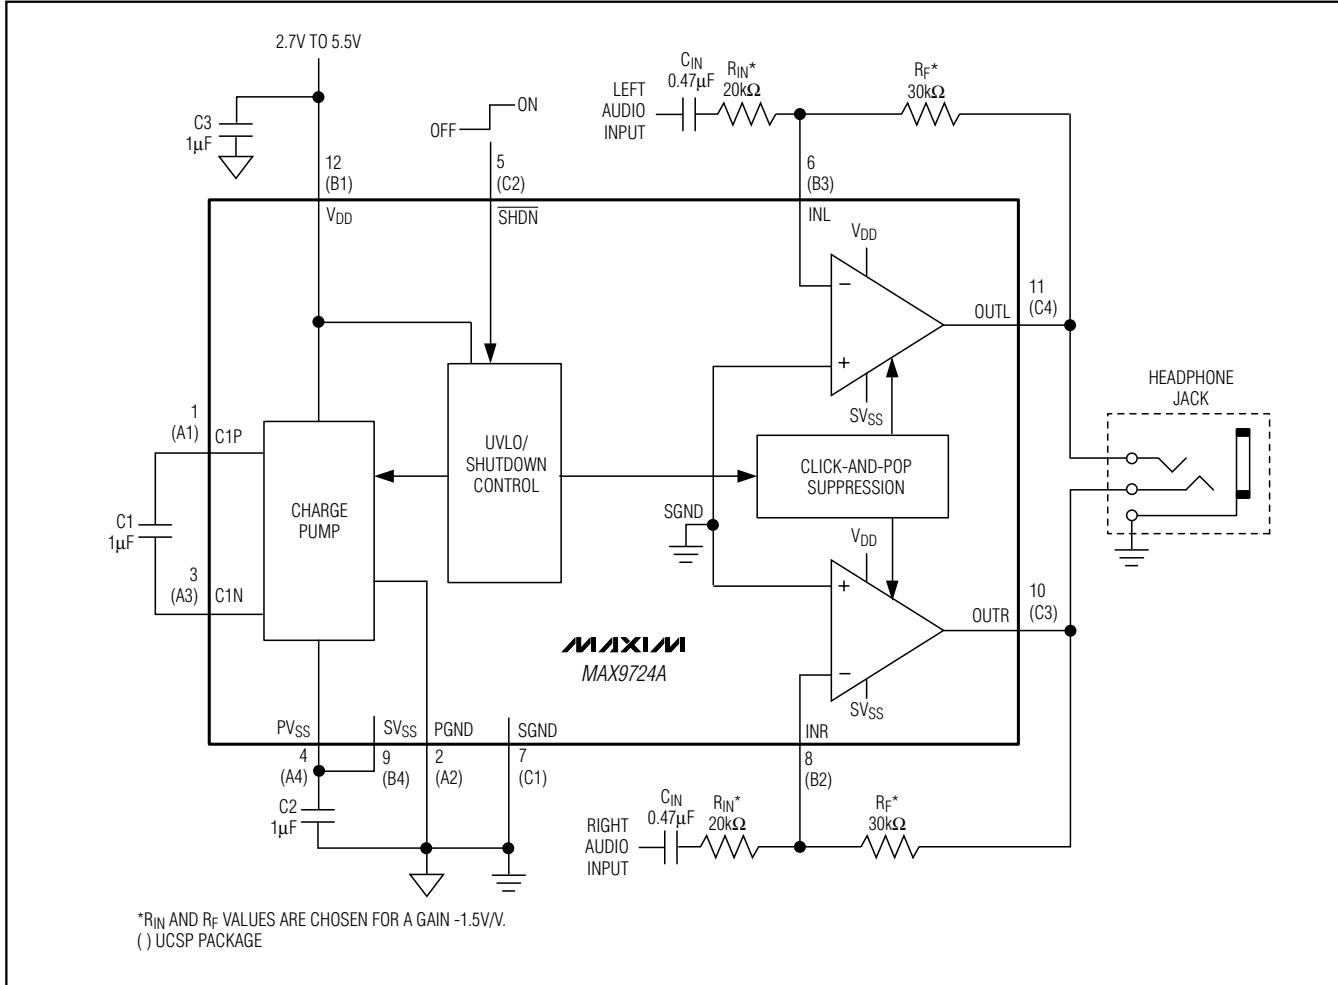 2.7V TO 5.5V
C3
1µF
12
(B1)
VDD
OFF
ON
5
(C2)
SHDN
LEFT
AUDIO
INPUT
CIN
0.47µF
RIN*
20kΩ
RF*
30kΩ
6
(B3)
INL
VDD
−
+
SVSS
OUTL
11
(C4)
HEADPHONE
JACK
1
(A1)
C1P
C1
1µF
3
(A3)
C1N
CHARGE
PUMP
UVLO/
SHUTDOWN
CONTROL
CLICK-AND-POP
SUPPRESSION
SGND
VDD
+
−
SVSS
OUTR
10
(C3)
MAXIM
MAX9724A
PVSS
4
(A4)
SVSS
9
(B4)
PGND
2
(A2)
SGND
7
(C1)
INR
8
(B2)
C2
1µF
RIGHT
AUDIO
INPUT
CIN
0.47µF
RIN*
20kΩ
RF*
30kΩ
*RIN AND RF VALUES ARE CHOSEN FOR A GAIN -1.5V/V.
( ) UCSP PACKAGE